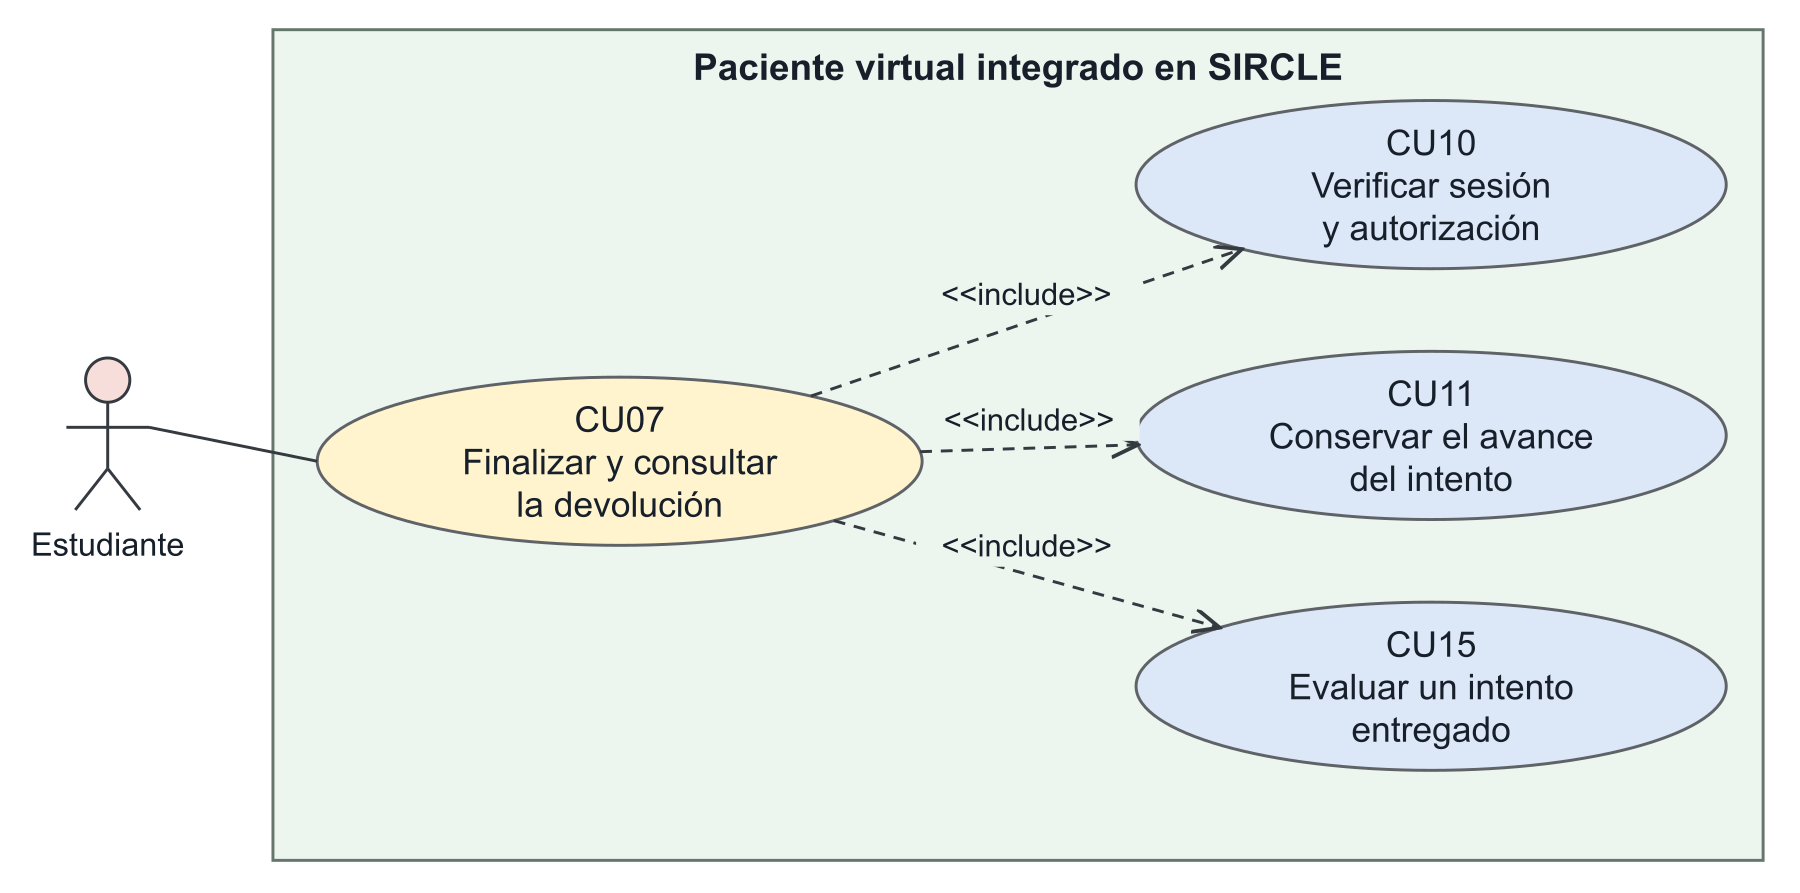 Paciente virtual integrado en SIRCLE
CU10
Verificar sesión
y autorización
<<include>>
CU11
Conservar el avance
del intento
<<include>>
CU07
Finalizar y consultar
la devolución
Estudiante
<<include>>
CU15
Evaluar un intento
entregado